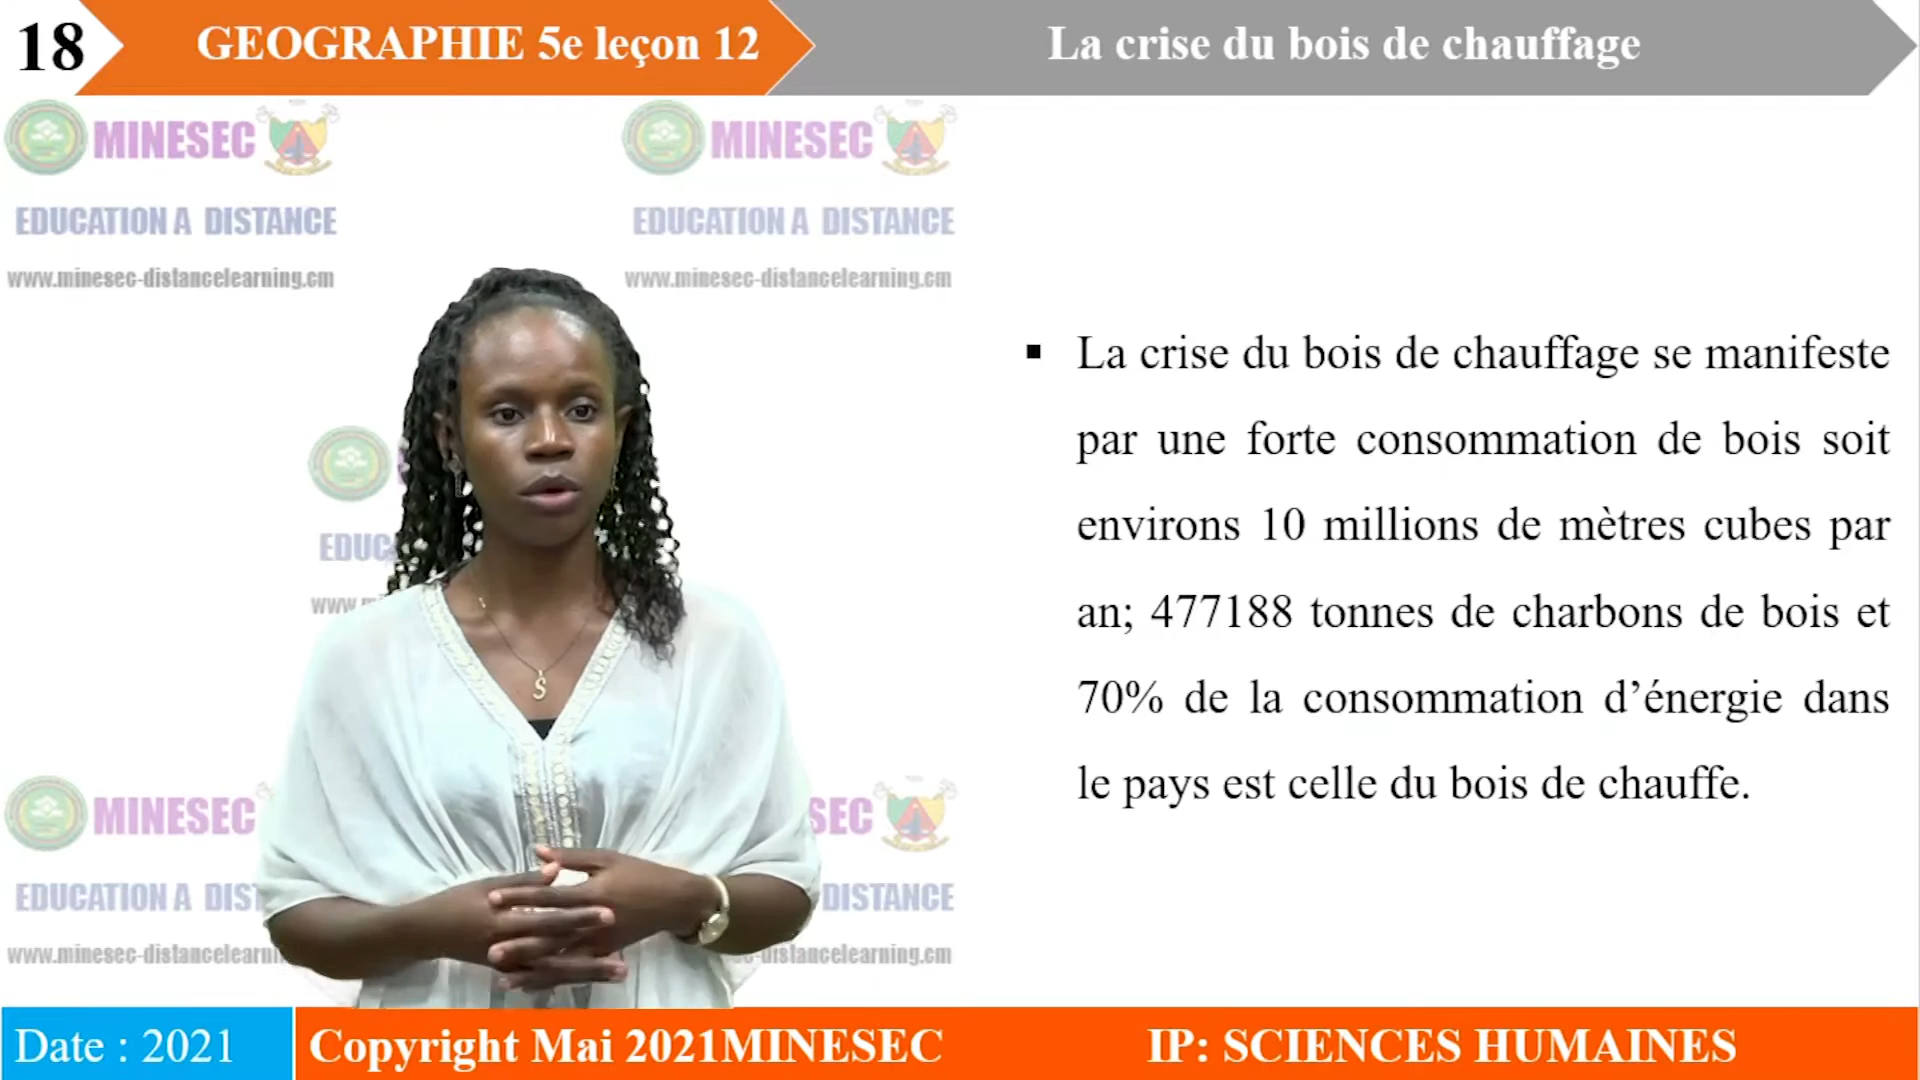 18
GEOGRAPHIE 5e leçon 12
La crise du bois de chauffage
MINESEC
MINESEC
EDUCATION A DISTANCE
EDUCATION A DISTANCE
www.minesec-distancelearning.cm
www.minesec-distancelearning.cm
▪ La crise du bois de chauffage se manifeste
par une forte consommation de bois soit
environs 10 millions de mètres cubes par
an; 477188 tonnes de charbons de bois et
70% de la consommation d’énergie dans
le pays est celle du bois de chauffe.
EDUC
www.
S
MINESEC
SEC
EDUCATION A DIST
DISTANCE
www.minesec-distancelearni
distancelearning.cm
Date : 2021
Copyright Mai 2021MINESEC
IP: SCIENCES HUMAINES